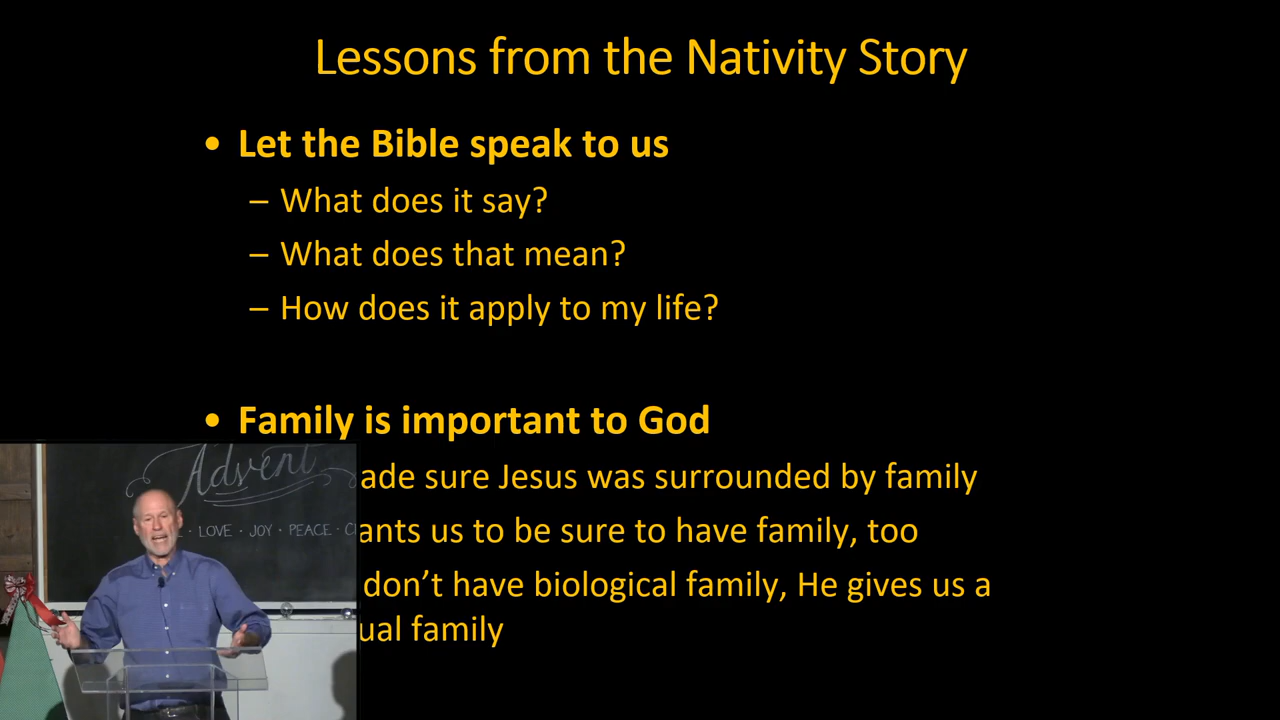 Lessons from the Nativity Story
• Let the Bible speak to us
– What does it say?
– What does that mean?
– How does it apply to my life?
• Family is important to God
ade sure Jesus was surrounded by family
ants us to be sure to have family, too
don’t have biological family, He gives us a
ual family
Advent
· LOVE · JOY · PEACE ·